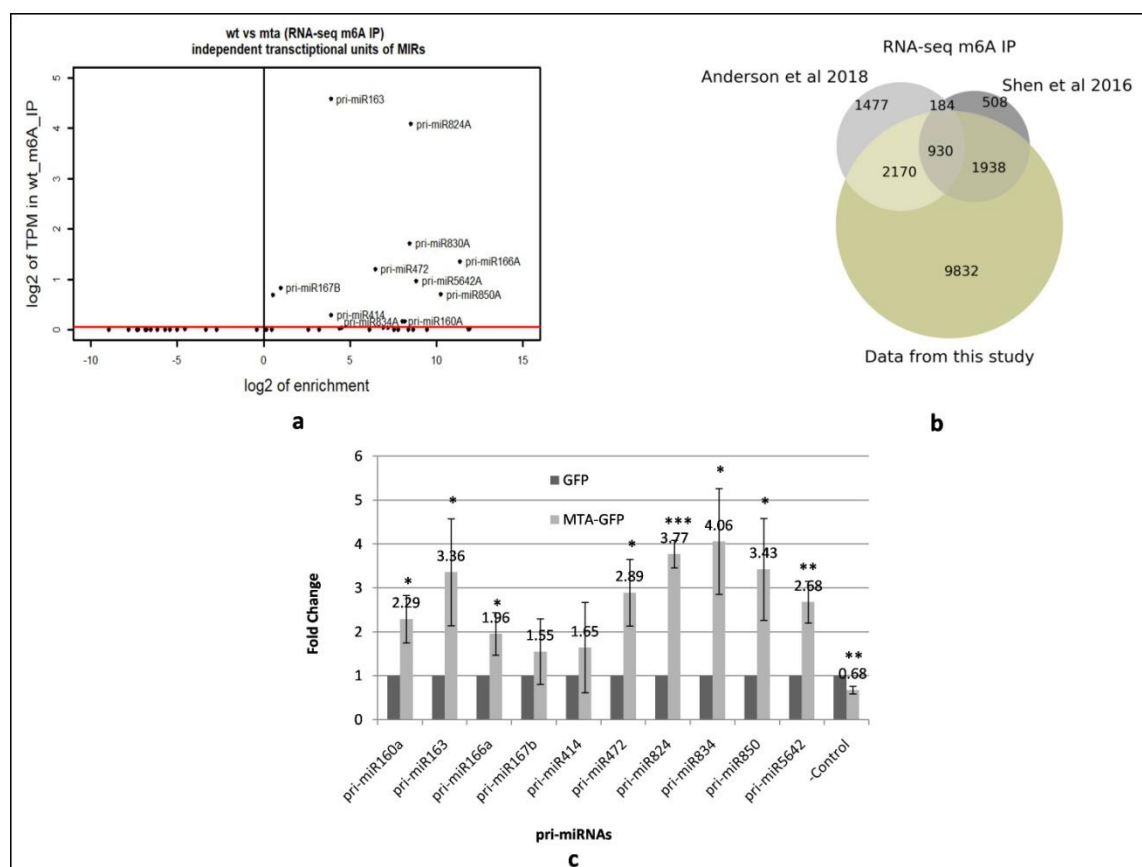 wt vs mta (RNA-seq m6A IP)
independent transctiptional units of MIRs
log2 of TPM in wt_m6A_IP
5
4
3
2
1
0
pri-miR163
pri-miR824A
pri-miR830A
pri-miR166A
pri-miR472
pri-miR5642A
pri-miR167B
pri-miR850A
pri-miR414
pri-miR834A
pri-miR160A
-10 -5 0 5 10 15
log2 of enrichment
a
RNA-seq m6A IP
Anderson et al 2018
Shen et al 2016
1477
184
508
930
2170
1938
9832
Data from this study
b
Fold Change
6
5
4
3
2
1
0
GFP
MTA-GFP
*
2.29
*
3.36
*
1.96
1.55
1.65
*
2.89
***
3.77
*
4.06
*
3.43
**
2.68
**
0.68
pri-miR160a
pri-miR163
pri-miR166a
pri-miR167b
pri-miR414
pri-miR472
pri-miR824
pri-miR834
pri-miR850
pri-miR5642
-Control
pri-miRNAs
c